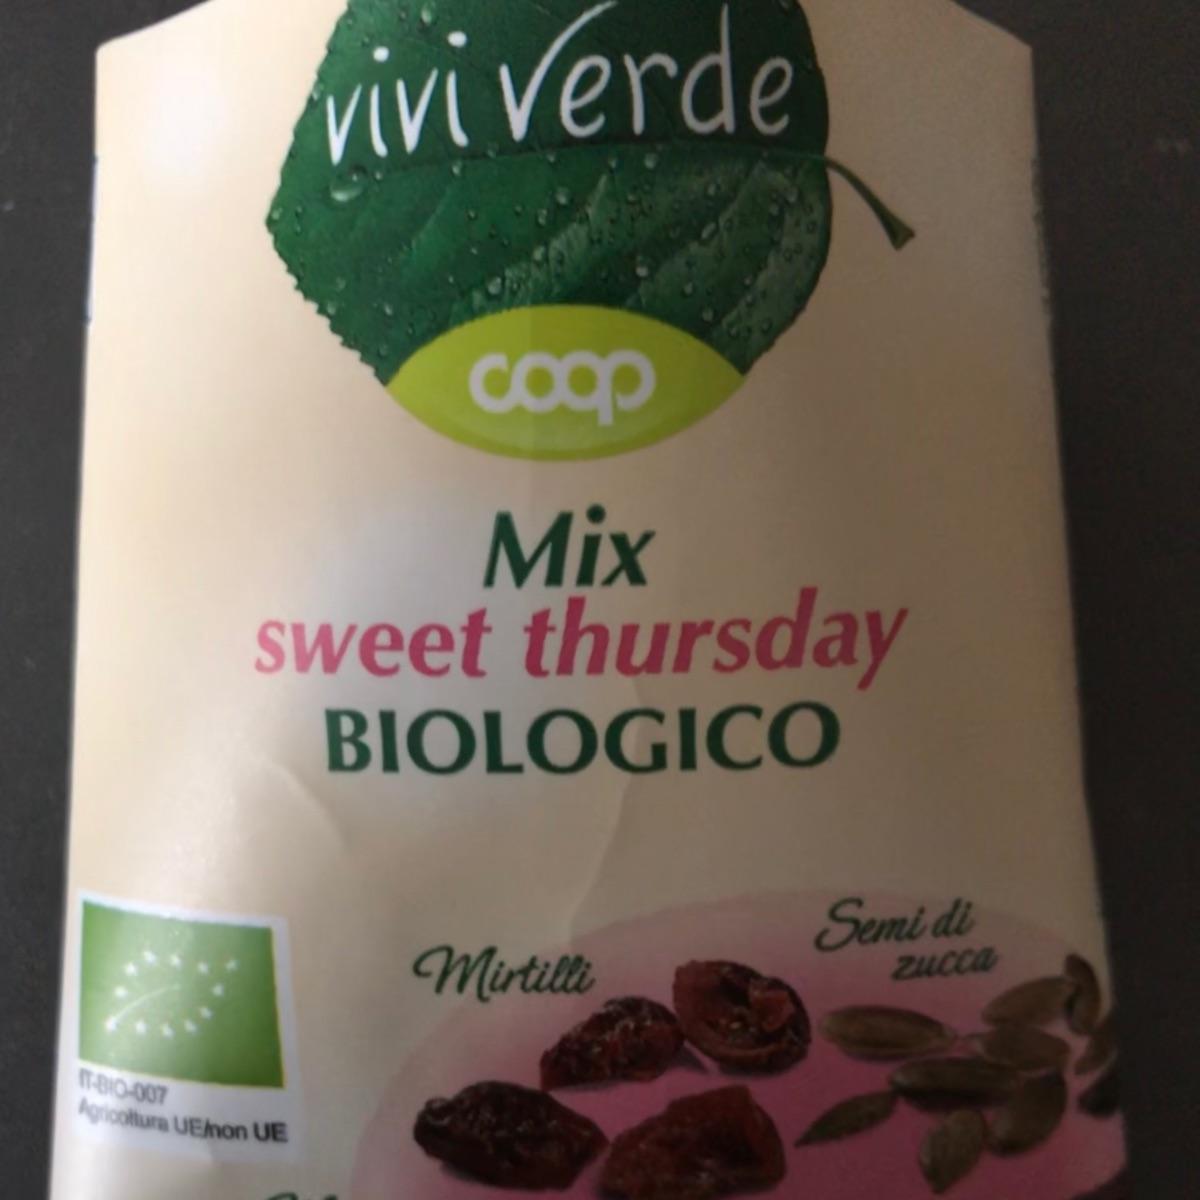 vivi verde
coop
Mix
sweet thursday
BIOLOGICO
Semi di
zucca
Mirtilli
IT-BIO-007
Agricoltura UE/non UE